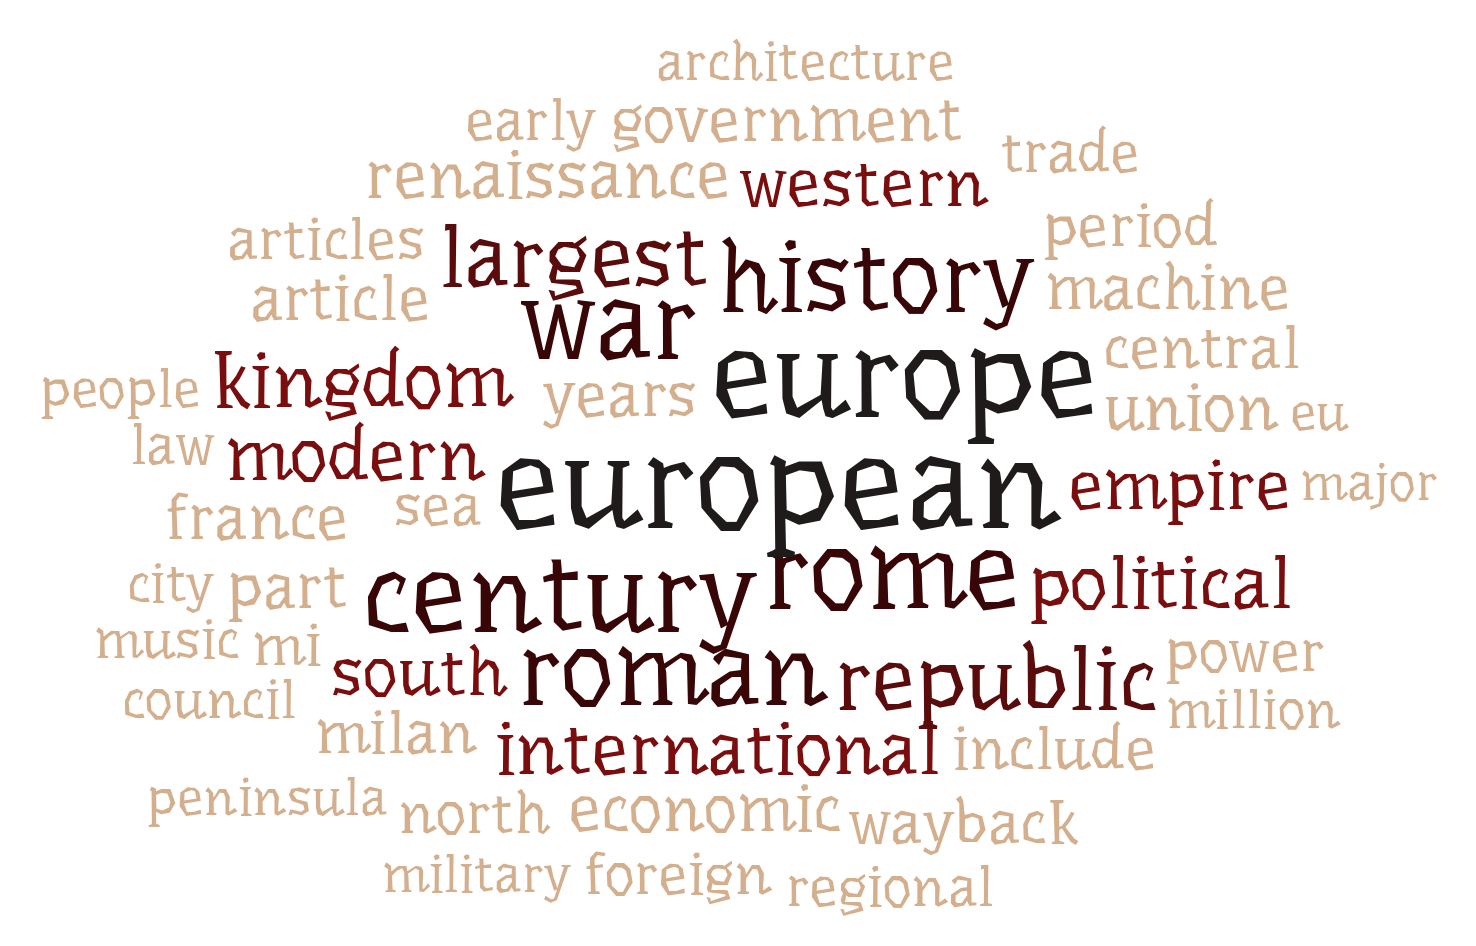 architecture
early government
trade
renaissance western
period
articles largest history
machine
article war
central
kingdom europe
people years union eu
law modern
european empire major
france sea
century rome political
city part
music mi
south roman republic power
council million
milan international include
peninsula
north economic wayback
military foreign regional